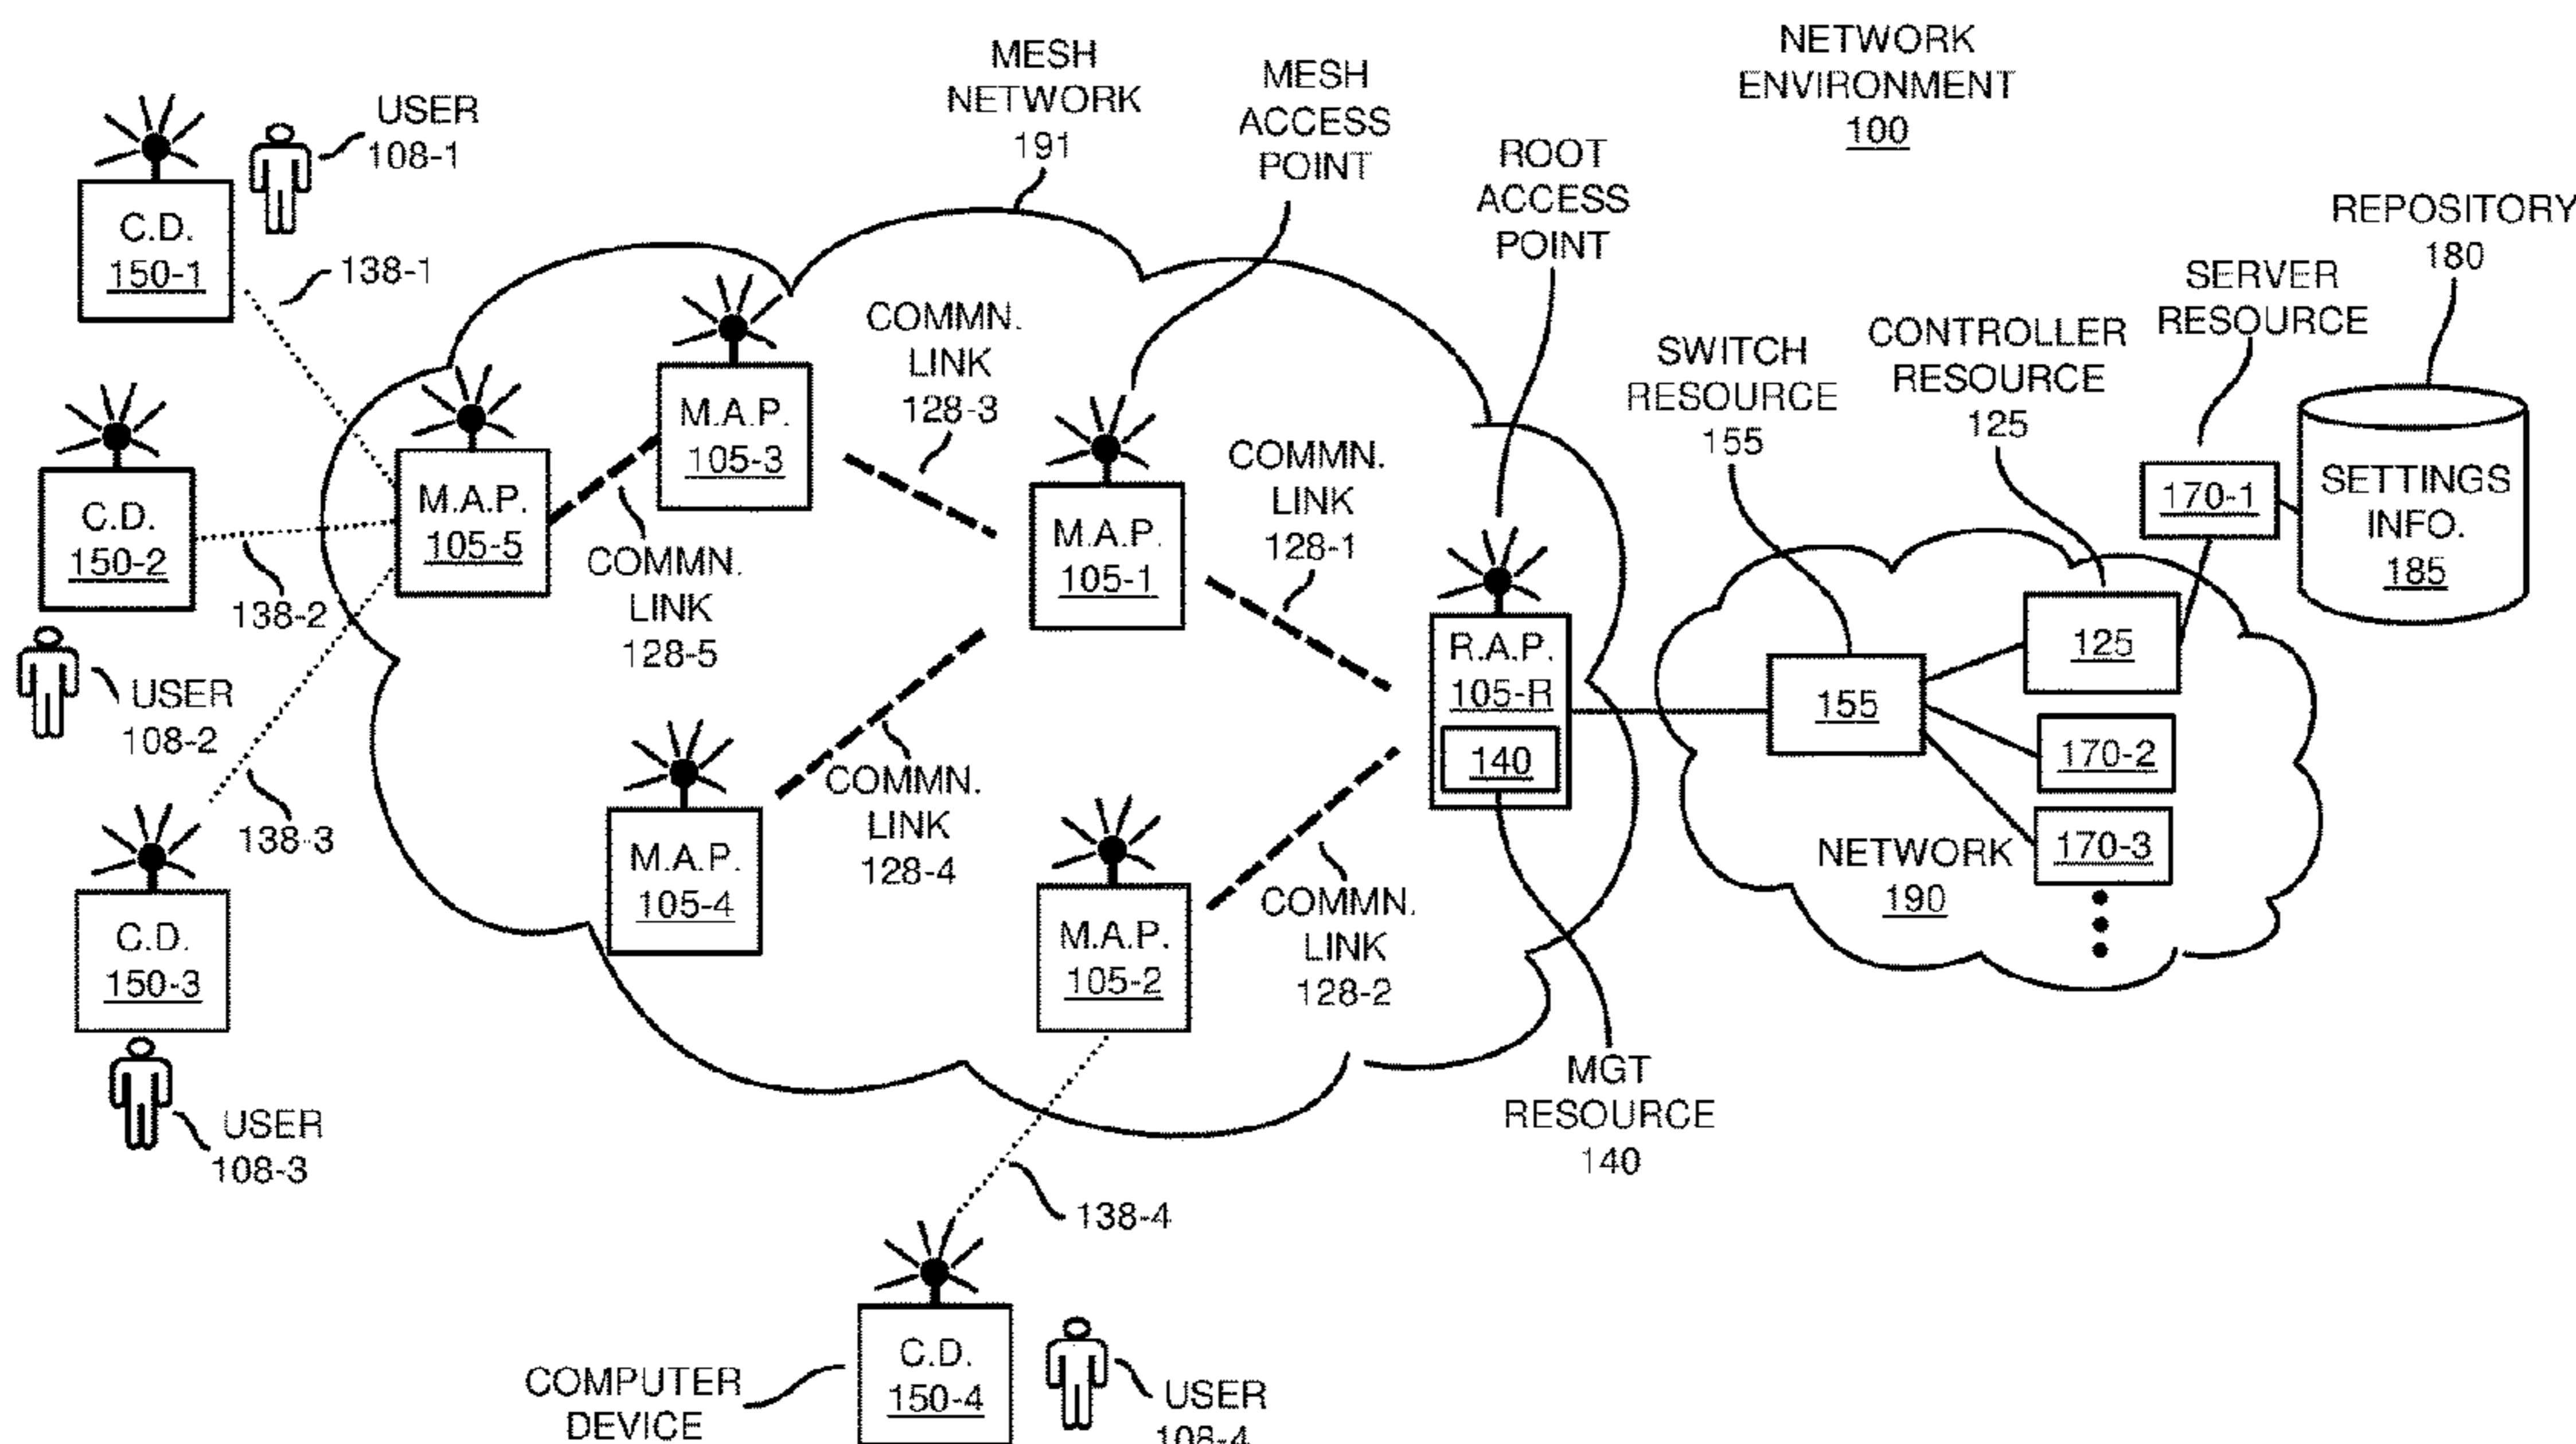 NETWORK
ENVIRONMENT
100
MESH
NETWORK
191
MESH
ACCESS
POINT
ROOT
ACCESS
POINT
USER
108-1
C.D.
150-1
138-1
C.D.
150-2
138-2
USER
108-2
138-3
C.D.
150-3
USER
108-3
M.A.P.
105-5
M.A.P.
105-3
COMMN.
LINK
128-5
COMMN.
LINK
128-3
M.A.P.
105-1
COMMN.
LINK
128-1
M.A.P.
105-4
COMMN.
LINK
128-4
M.A.P.
105-2
COMMN.
LINK
128-2
R.A.P.
105-R
140
MGT
RESOURCE
140
138-4
C.D.
150-4
COMPUTER
DEVICE
USER
108-4
SWITCH
RESOURCE
155
CONTROLLER
RESOURCE
125
SERVER
RESOURCE
REPOSITORY
180
170-1
SETTINGS
INFO.
185
155
125
170-2
170-3
NETWORK
190